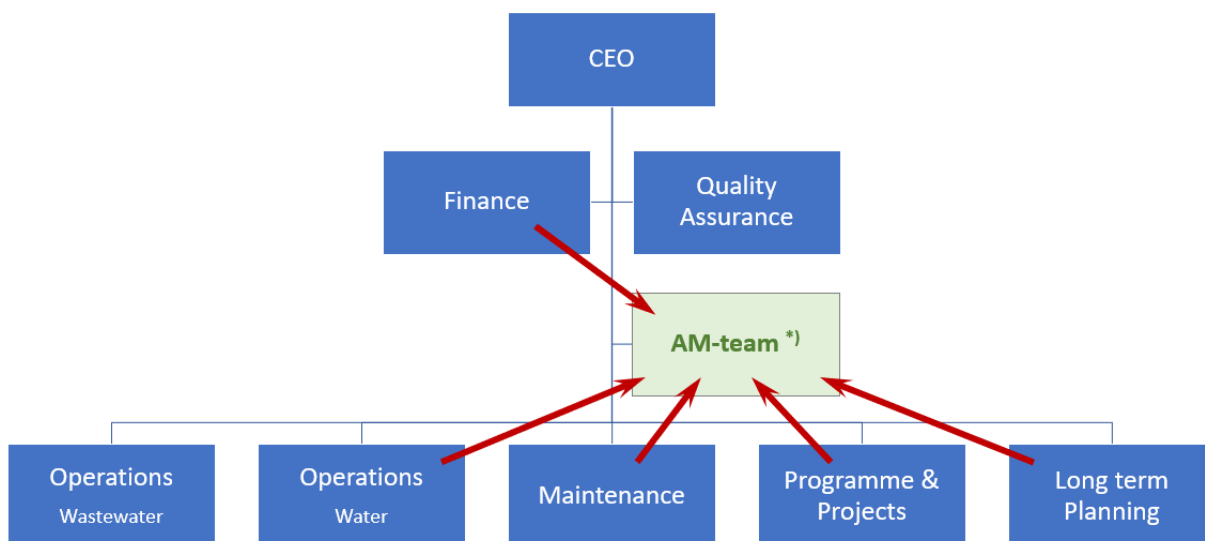 CEO
Finance
Quality
Assurance
AM-team *)
Operations
Wastewater
Operations
Water
Maintenance
Programme &
Projects
Long term
Planning